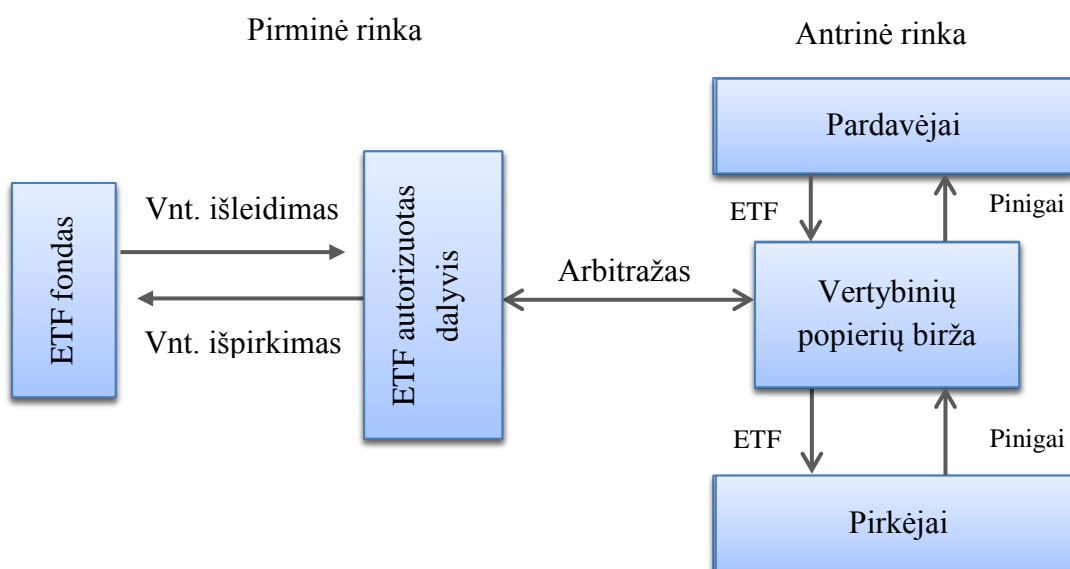 Pirminė rinka
Antrinė rinka
ETF fondas
Vnt. išleidimas
Vnt. išpirkimas
ETF autorizuotas
dalyvis
Arbitražas
Pardavėjai
ETF
Pinigai
Vertybinių
popierių birža
ETF
Pinigai
Pirkėjai